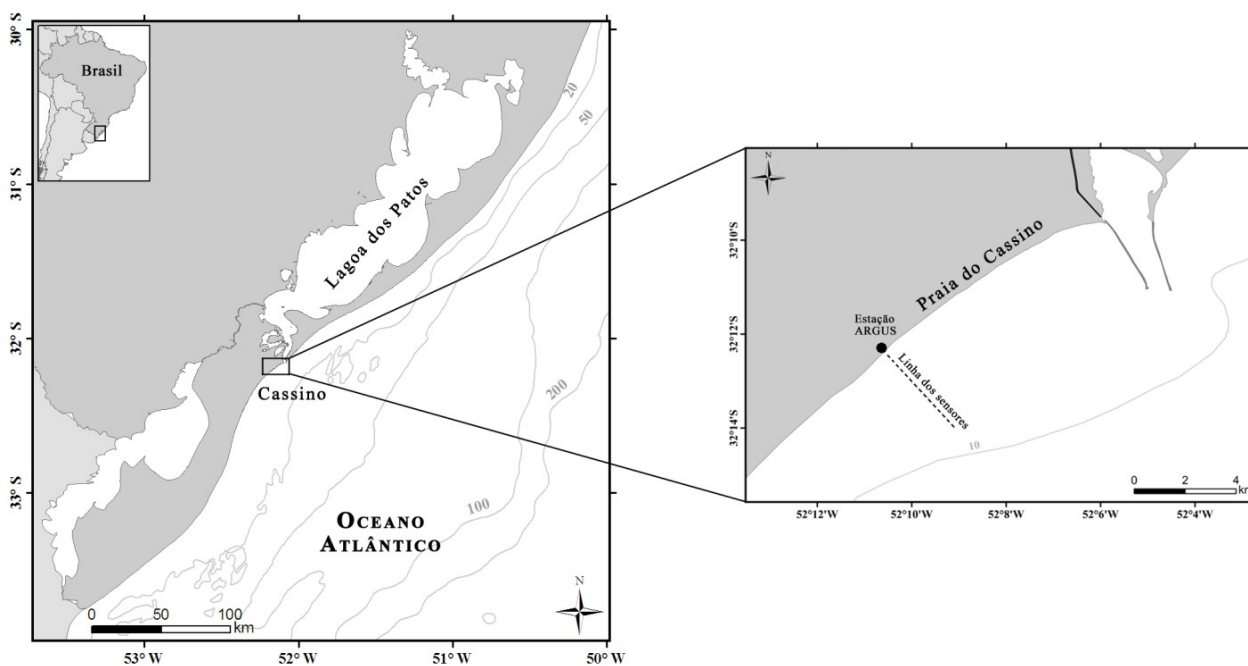 30°S
31°S
32°S
33°S
Brasil
Lagoa dos Patos
Cassino
20
50
200
100
OCEANO
ATLÂNTICO
N
0 50 100
km
53° W
52° W
51° W
50° W
N
32°10'S
32°12'S
32°14'S
Praia do Cassino
Estação
ARGUS
Linha dos sensores
10
0 2 4
km
52°12'W
52°10'W
52°8'W
52°6'W
52°4'W